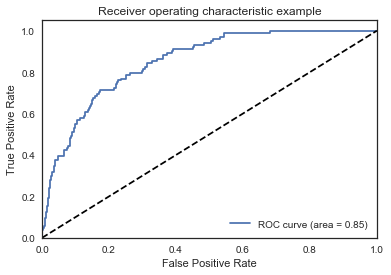 Receiver operating characteristic example
True Positive Rate
1.0
0.8
0.6
0.4
0.2
0.0
ROC curve (area = 0.85)
0.0 0.2 0.4 0.6 0.8 1.0
False Positive Rate